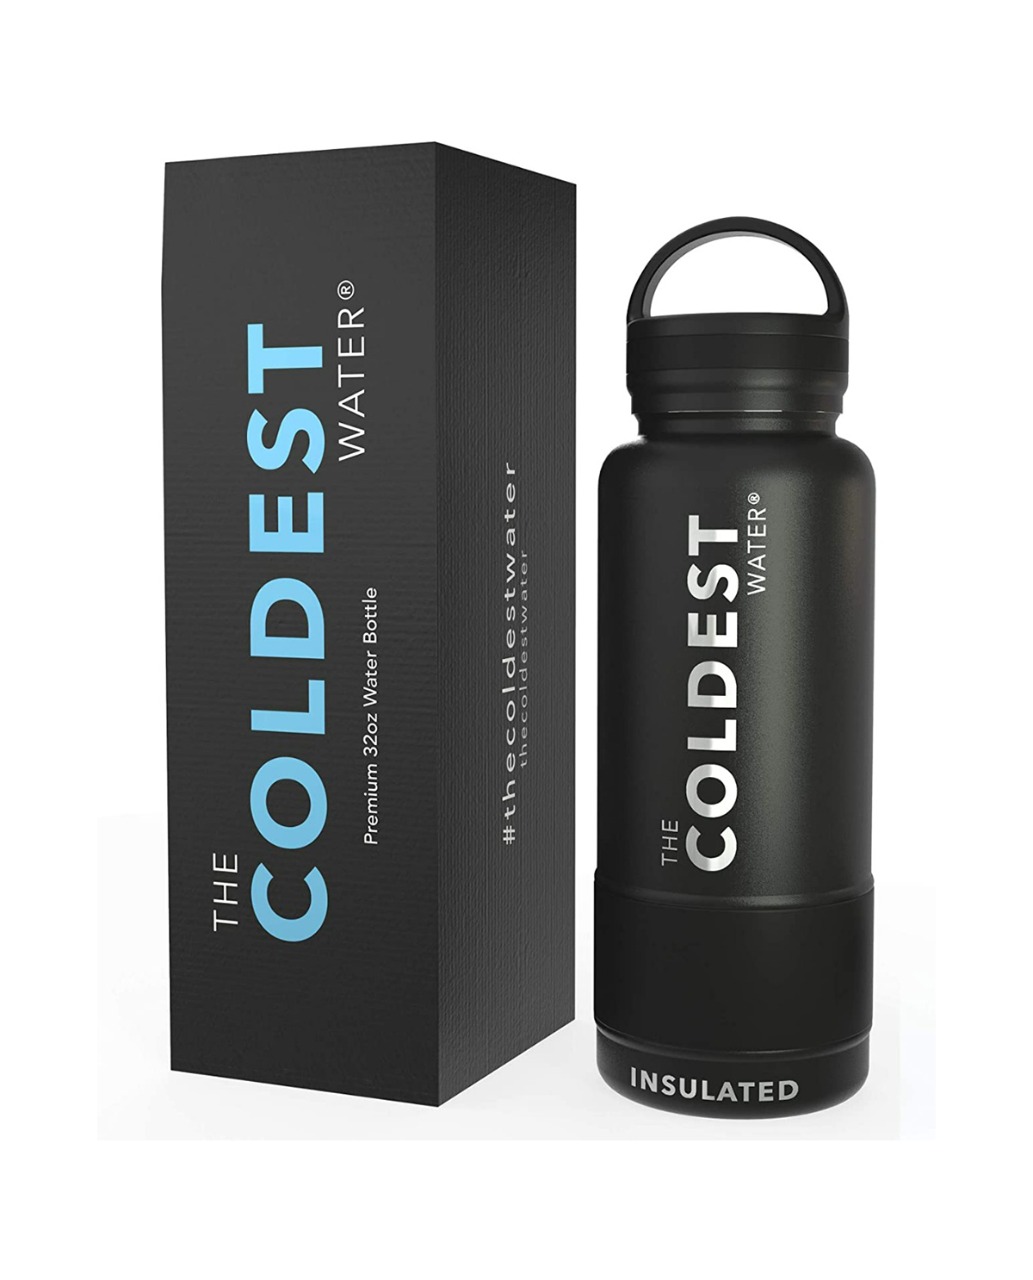 THE
COLDEST
WATER®
Premium 32oz Water Bottle
#thecoldestwater
thecoldestwater
THE
COLDEST
WATER®
INSULATED